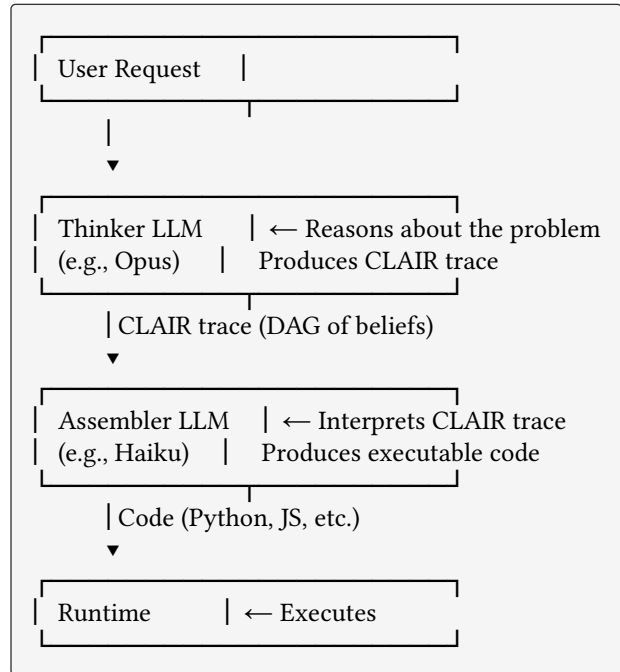 User Request
Thinker LLM ← Reasons about the problem
(e.g., Opus) Produces CLAIR trace
CLAIR trace (DAG of beliefs)
Assembler LLM ← Interprets CLAIR trace
(e.g., Haiku) Produces executable code
Code (Python, JS, etc.)
Runtime ← Executes